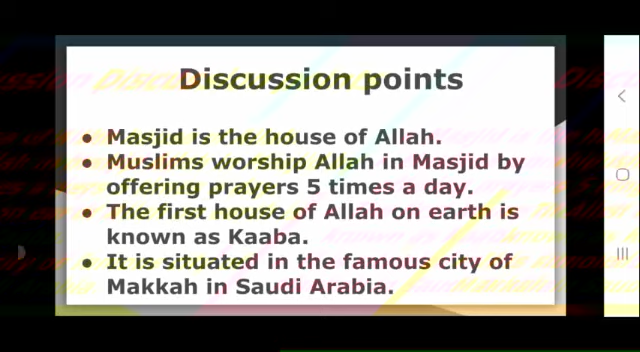 Discussion points
● Masjid is the house of Allah.
● Muslims worship Allah in Masjid by
offering prayers 5 times a day.
● The first house of Allah on earth is
known as Kaaba.
● It is situated in the famous city of
Makkah in Saudi Arabia.